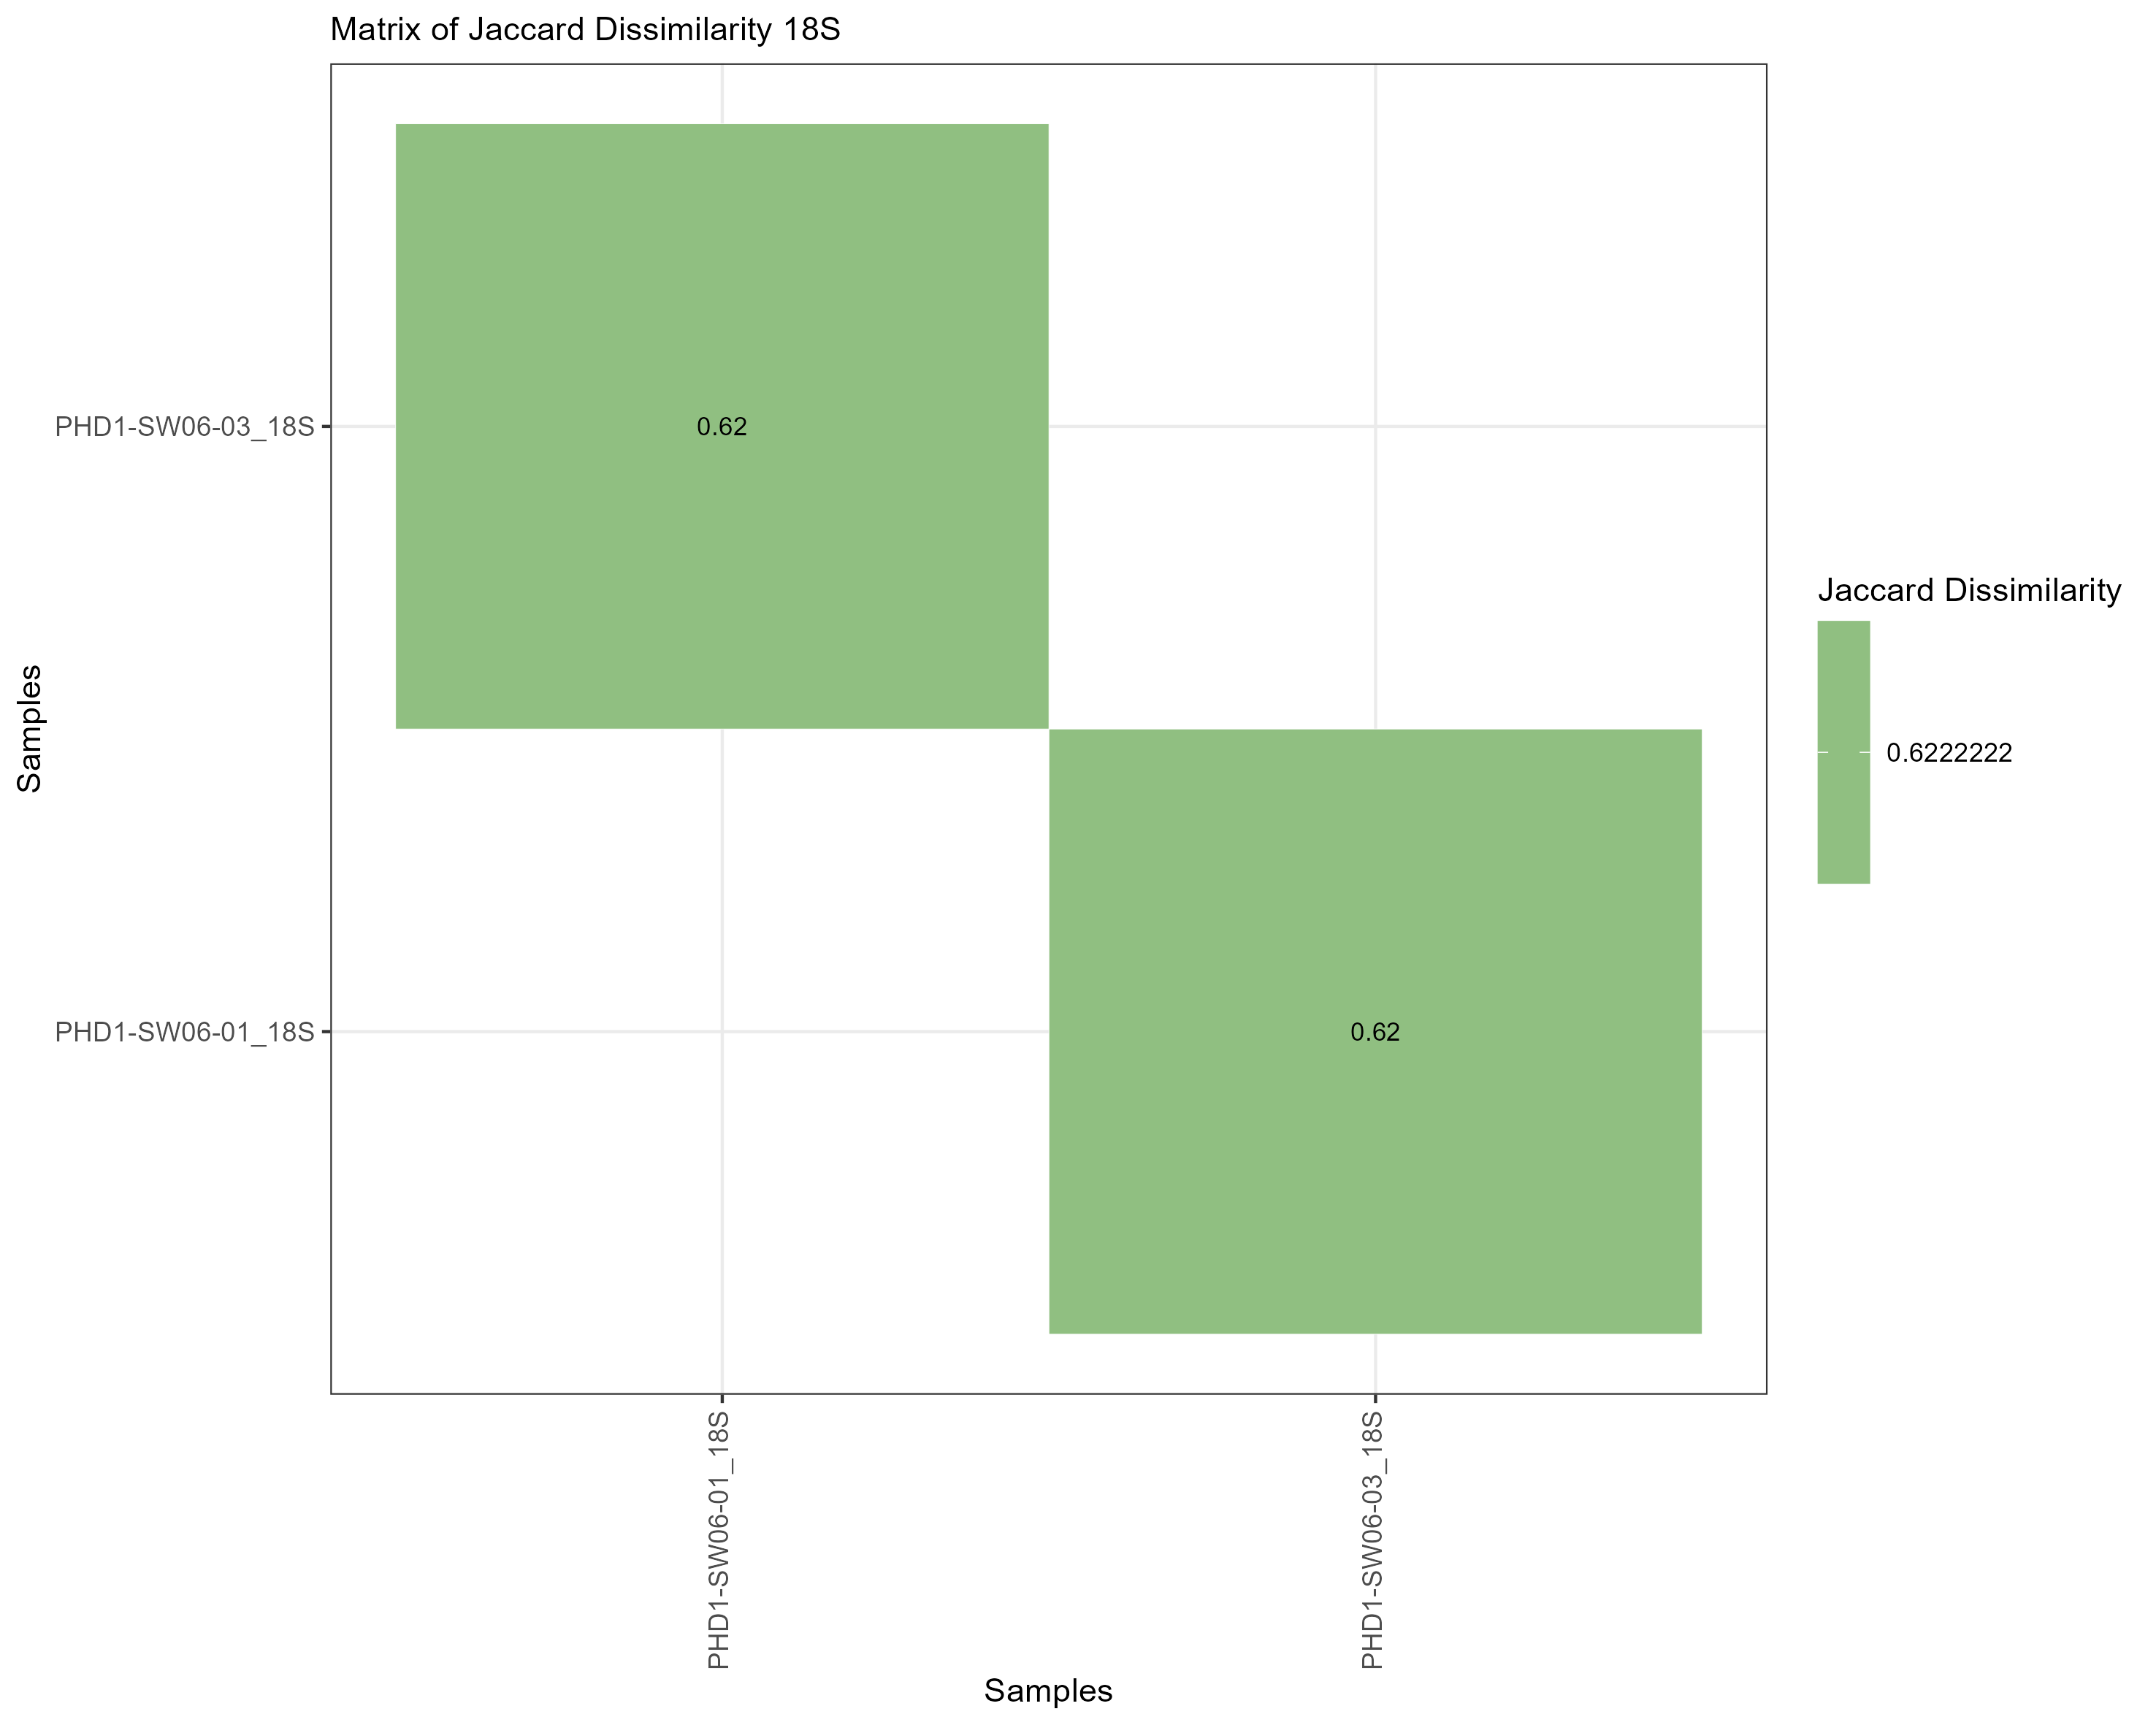 Matrix of Jaccard Dissimilarity 18S
Samples
PHD1-SW06-03_18S
0.62
PHD1-SW06-01_18S
0.62
Jaccard Dissimilarity
0.6222222
PHD1-SW06-01_18S
PHD1-SW06-03_18S
Samples